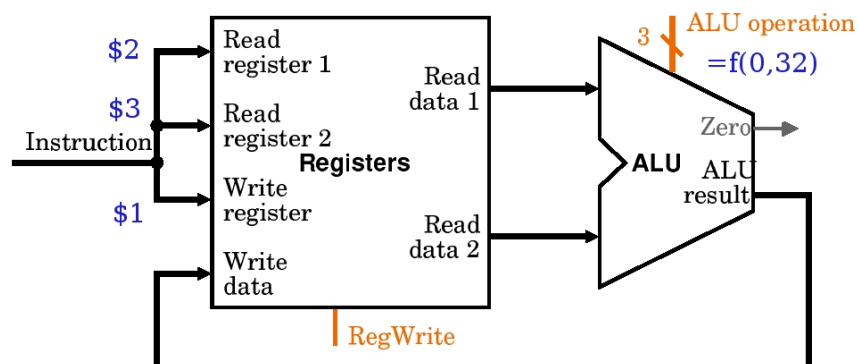 $2
Read
register 1
$3
Read
register 2
Instruction
Registers
$1
Write
register
Write
data
Read
data 1
Read
data 2
RegWrite
3
ALU operation
=f(0,32)
Zero
ALU
ALU
result